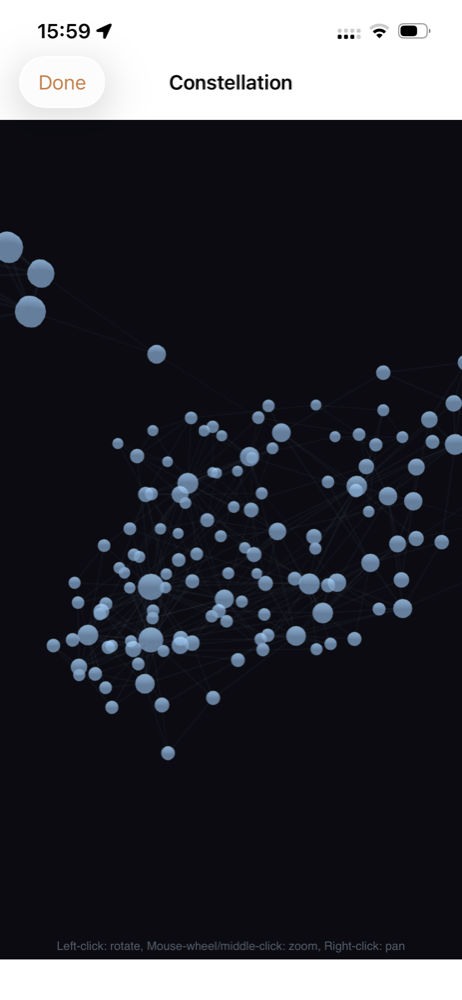 15:59
Done
Constellation
Left-click: rotate, Mouse-wheel/middle-click: zoom, Right-click: pan